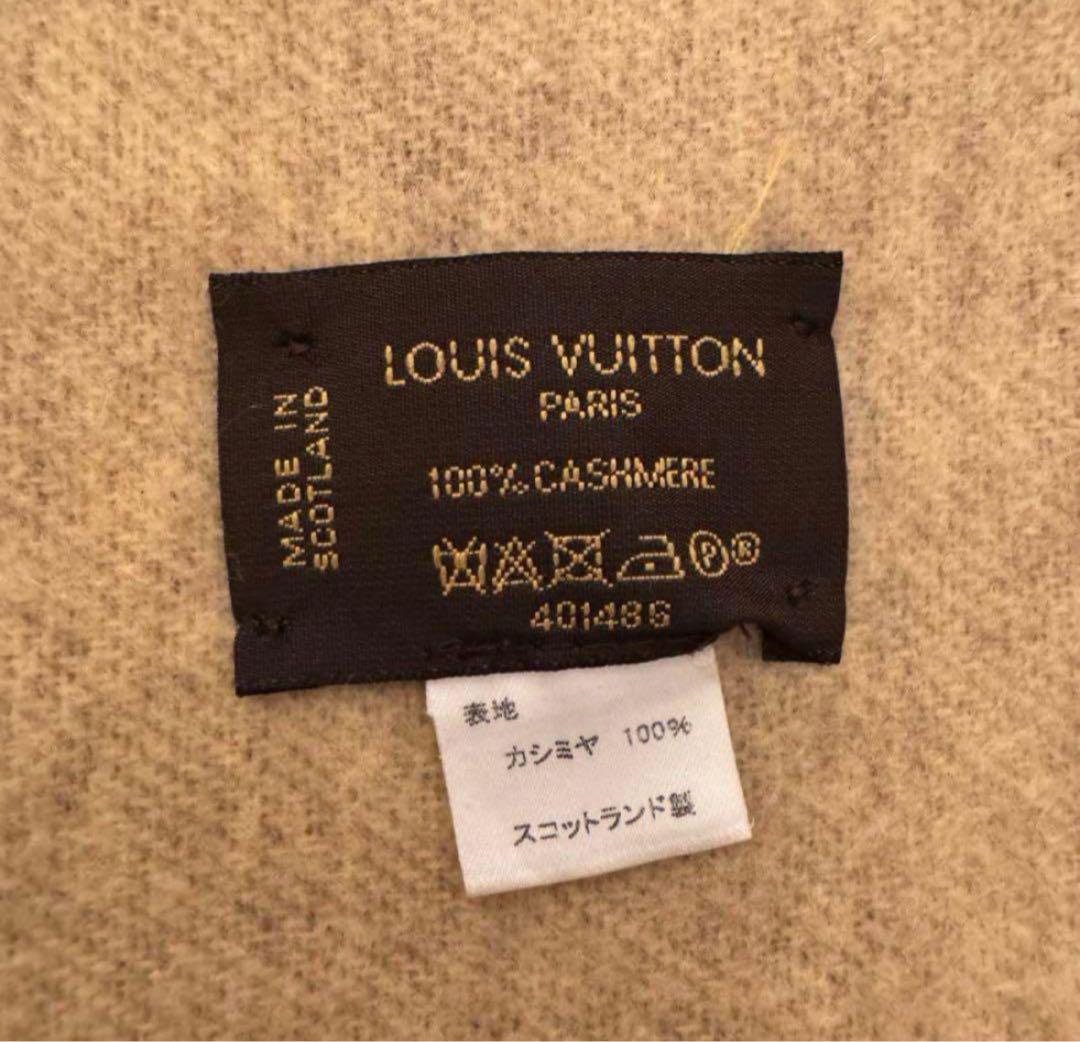 LOUIS VUITTON
PARIS
100% CASHMERE
P R
40148G
MADE IN
SCOTLAND
表地
カシミヤ 100%
スコットランド製